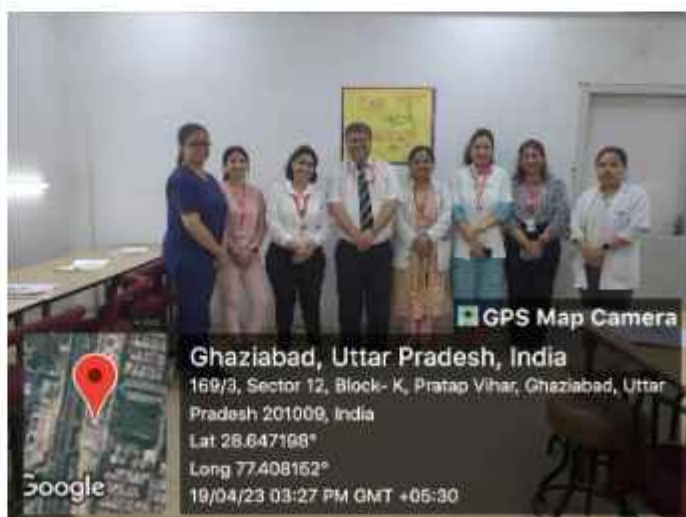 GPS Map Camera
Ghaziabad, Uttar Pradesh, India
169/3, Sector 12, Block- K, Pratap Vihar, Ghaziabad, Uttar
Pradesh 201009, India
Lat 28.647198°
Long 77.408152°
19/04/23 03:27 PM GMT +05:30
Google